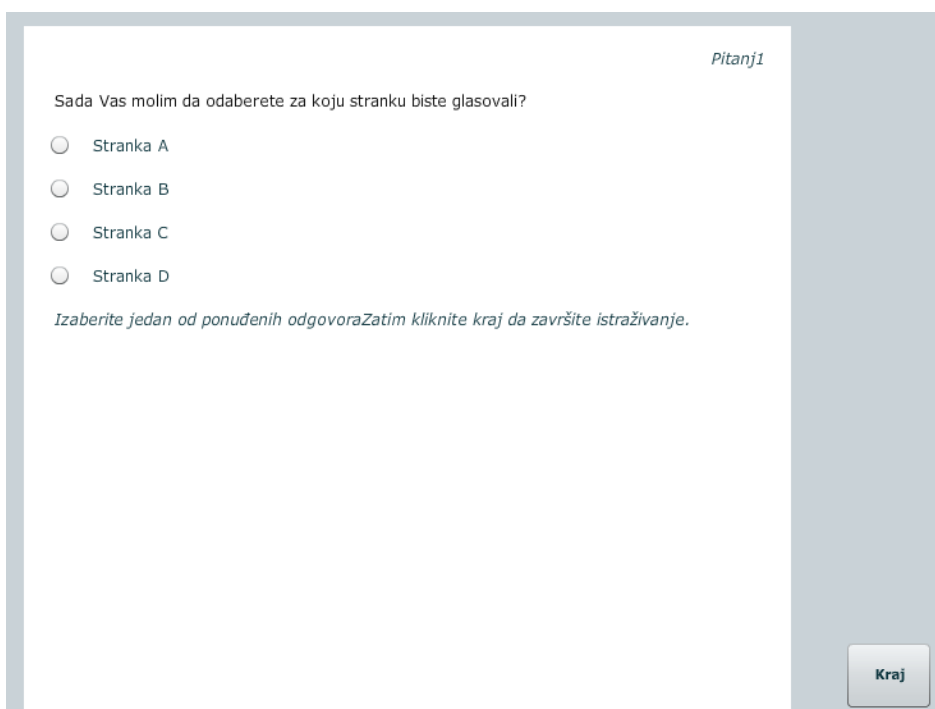 Pitanj1
Sada Vas molim da odaberete za koju stranku biste glasovali?
Stranka A
Stranka B
Stranka C
Stranka D
Izaberite jedan od ponuđenih odgovoraZatim kliknite kraj da završite istraživanje.
Kraj